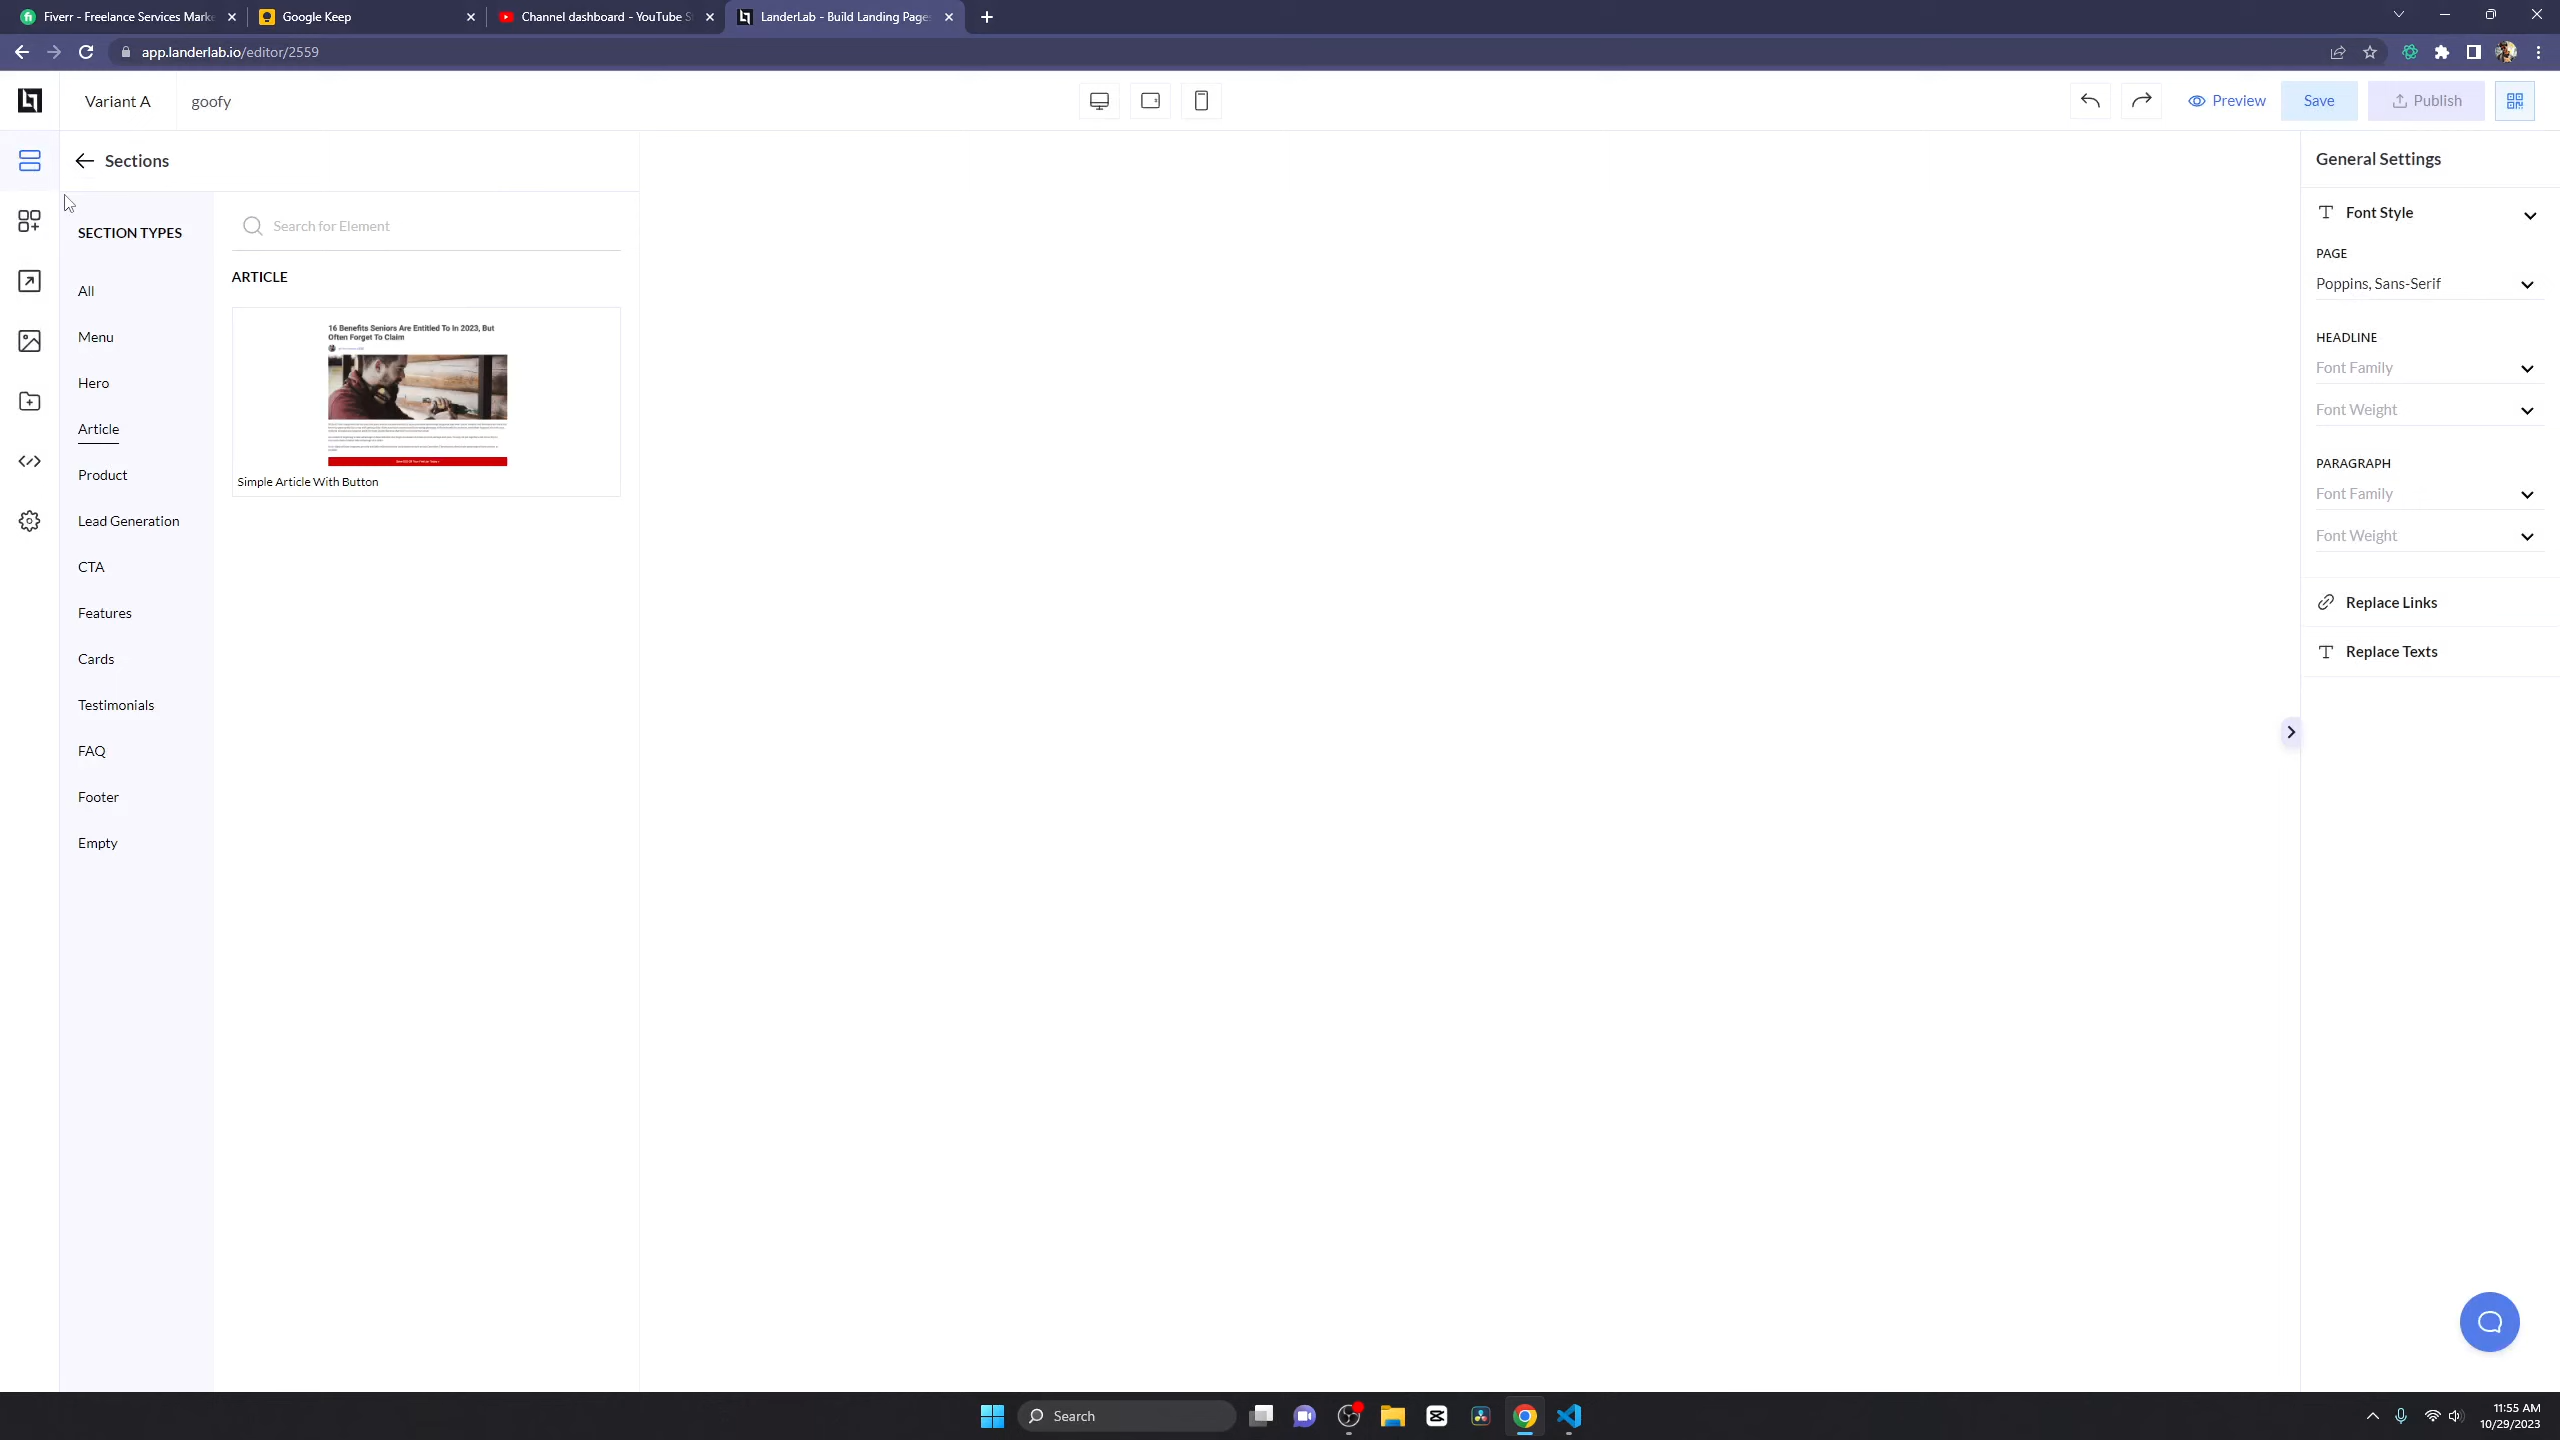 Fiverr - Freelance Services Marke
Google Keep
Channel dashboard - YouTube S
LanderLab - Build Landing Pages
app.landerlab.io/editor/2559
Variant A
goofy
Preview
Save
Publish
Sections
SECTION TYPES
All
Menu
Hero
Article
Product
Lead Generation
CTA
Features
Cards
Testimonials
FAQ
Footer
Empty
Search for Element
ARTICLE
16 Benefits Seniors Are Entitled To In 2023, But
Often Forget To Claim
Simple Article With Button
General Settings
Font Style
PAGE
Poppins, Sans-Serif
HEADLINE
Font Family
Font Weight
PARAGRAPH
Font Family
Font Weight
Replace Links
Replace Texts
Search
11:55 AM
10/29/2023